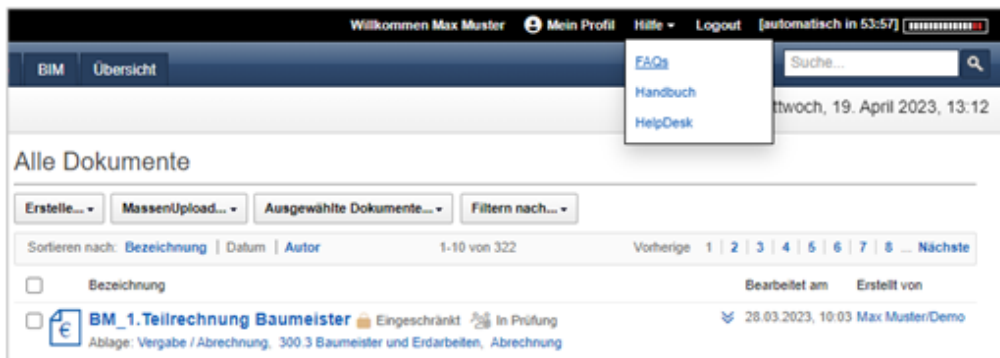 Willkommen Max Muster Mein Profil Hilfe Logout [automatisch in 53:57]
BIM Übersicht Suche...
FAQs
Handbuch
HelpDesk
ttwoch, 19. April 2023, 13:12
Alle Dokumente
Erstelle... MassenUpload... Ausgewählte Dokumente... Filtern nach...
Sortieren nach: Bezeichnung | Datum | Autor 1-10 von 322 Vorherige 1 | 2 | 3 | 4 | 5 | 6 | 7 | 8 ... Nächste
Bezeichnung Bearbeitet am Erstellt von
€ BM_1.Teilrechnung Baumeister Eingeschränkt In Prüfung 28.03.2023, 10:03 Max Muster/Demo
Ablage: Vergabe / Abrechnung, 300.3 Baumeister und Erdarbeiten, Abrechnung